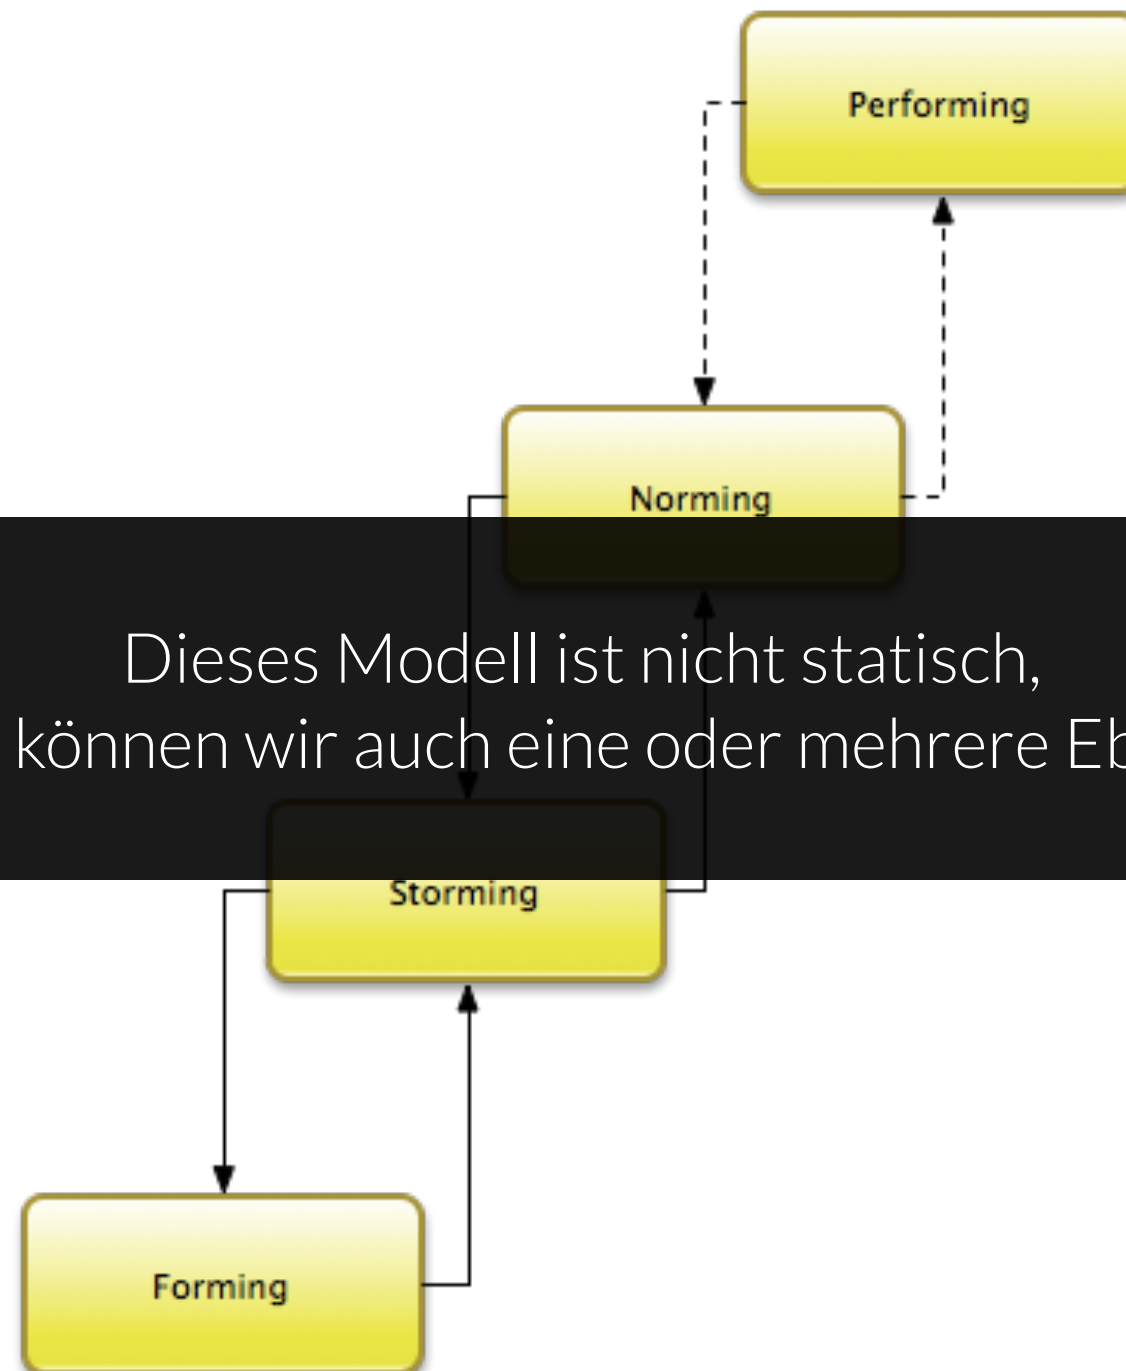 Performing
Norming
Dieses Modell ist nicht statisch,
können wir auch eine oder mehrere
Storming
Forming